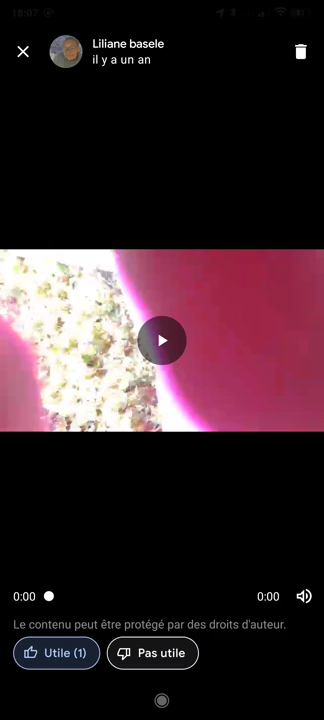 18:07
Liliane basele
il y a un an
0:00
0:00
Le contenu peut être protégé par des droits d'auteur.
Utile (1)
Pas utile